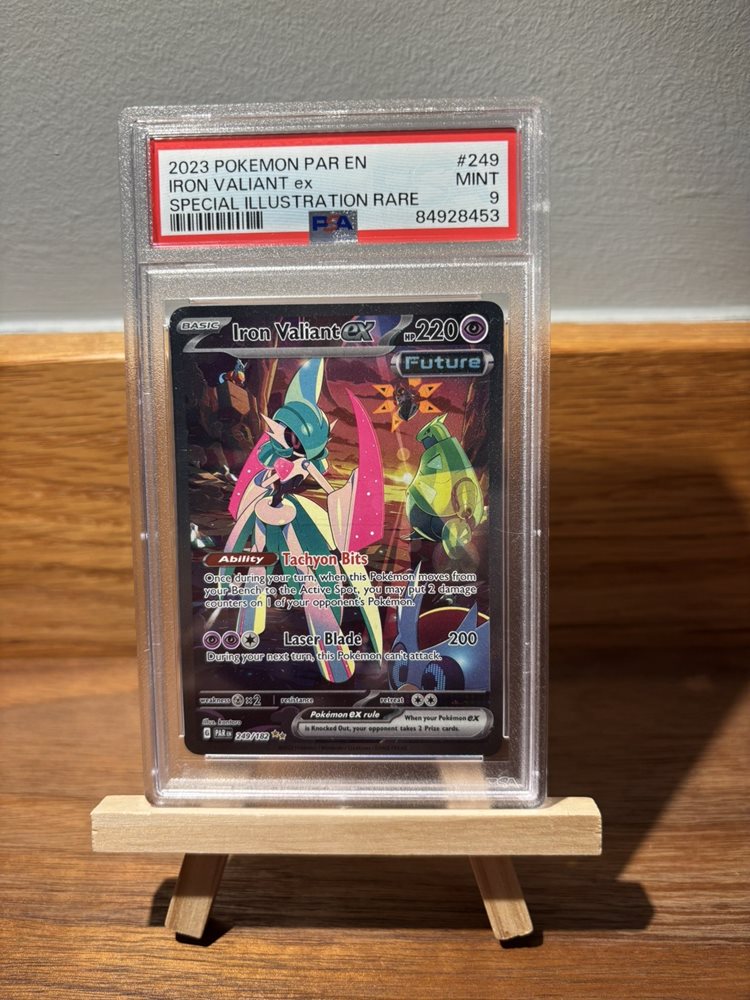 2023 POKEMON PAR EN #249
IRON VALIANT ex MINT
SPECIAL ILLUSTRATION RARE 9
PSA 84928453
BASIC Iron Valiant ex HP 220
Future
Ability Tachyon Bits
Once during your turn, when this Pokémon moves from
your Bench to the Active Spot, you may put 2 damage
counters on 1 of your opponent's Pokémon.
Laser Blade 200
During your next turn, this Pokémon can't attack.
weakness ×2 resistance retreat
Illus. kantaro
Pokémon ex rule When your Pokémon ex
is Knocked Out, your opponent takes 2 Prize cards.
G PAR EN 249/182